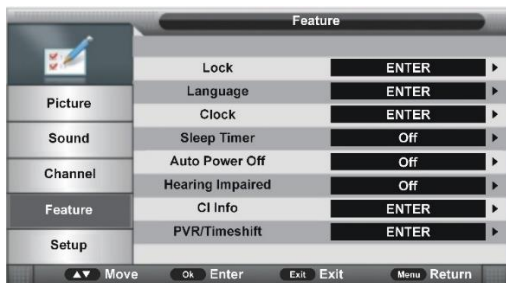 Feature
Lock ENTER
Language ENTER
Clock ENTER
Sleep Timer Off
Auto Power Off Off
Hearing Impaired Off
CI Info ENTER
PVR/Timeshift ENTER
Picture
Sound
Channel
Feature
Setup
▲▼ Move Ok Enter Exit Exit Menu Return